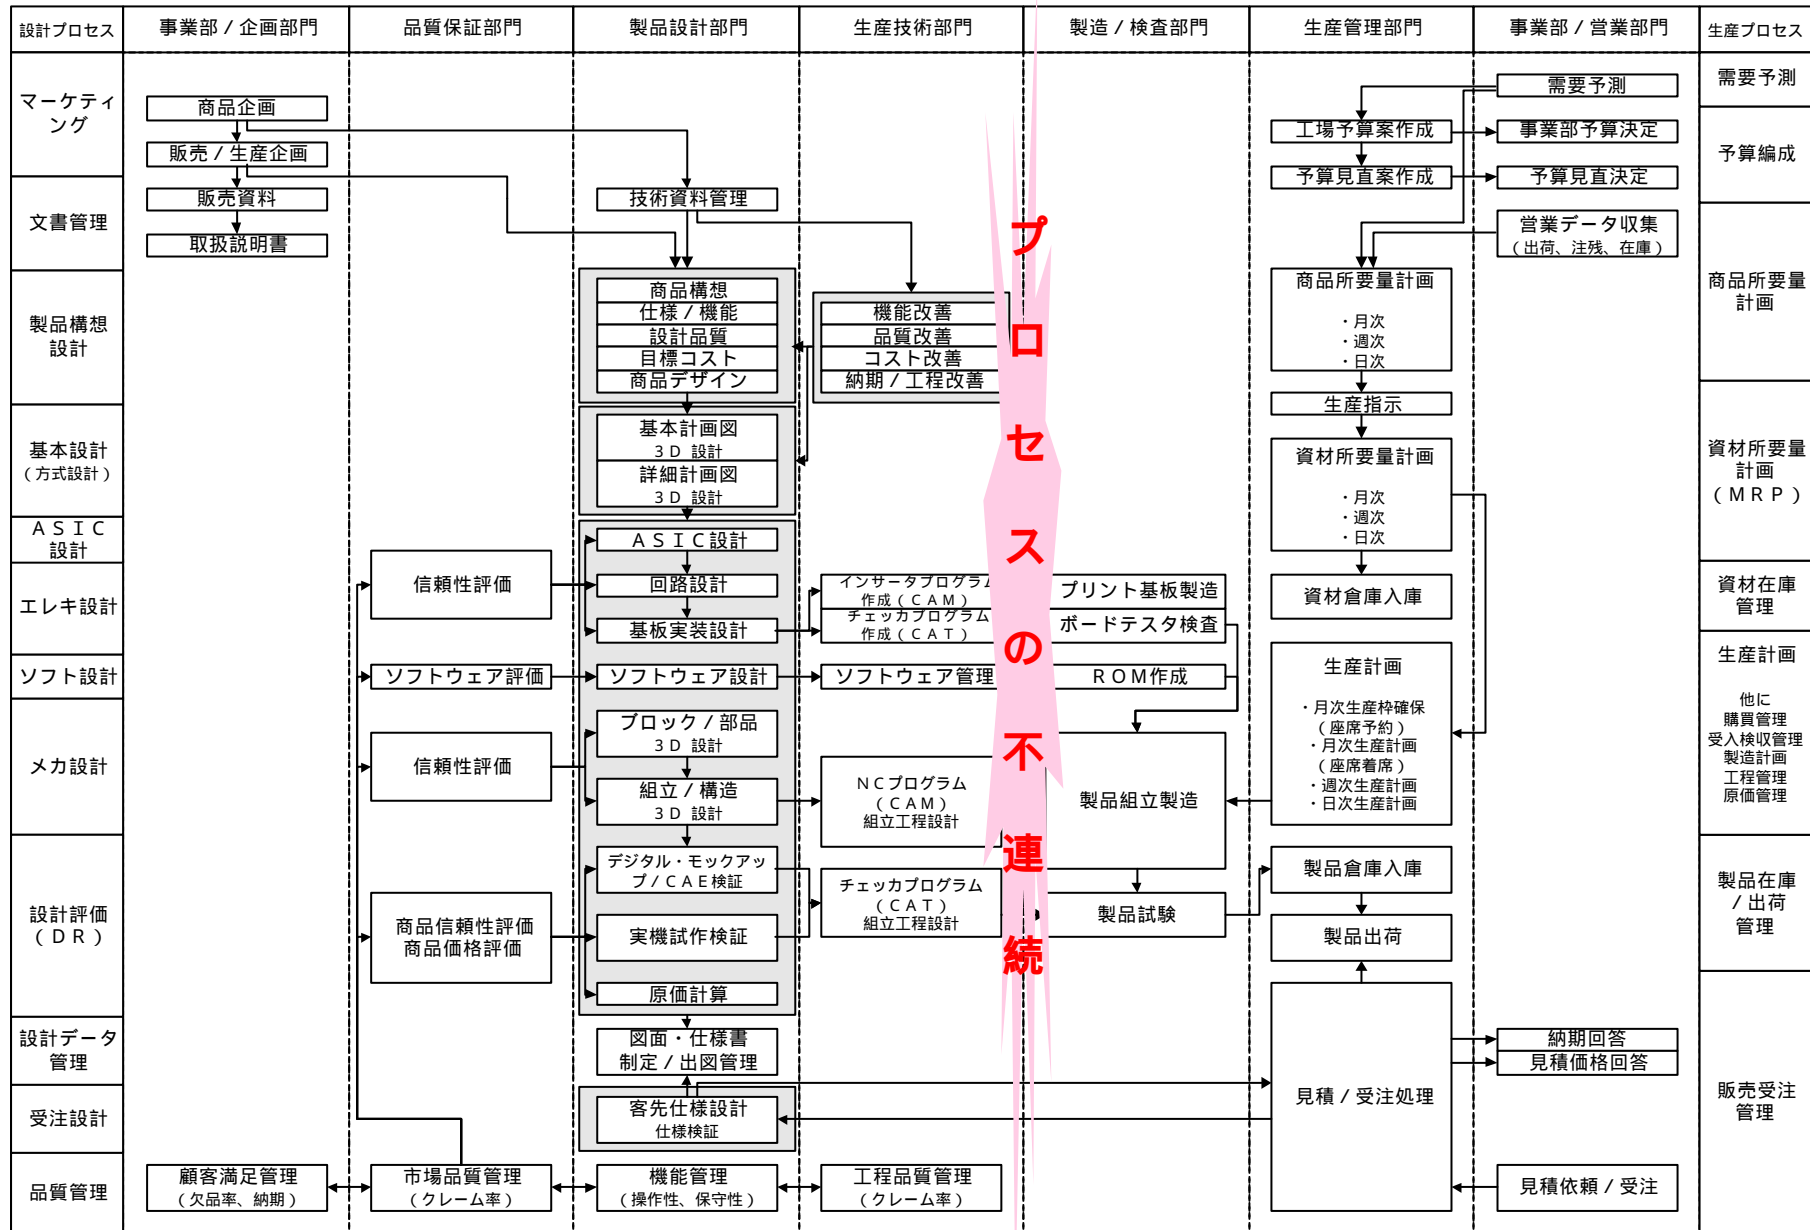 設計プロセス
事業部 / 企画部門
品質保証部門
製品設計部門
生産技術部門
製造 / 検査部門
生産管理部門
事業部 / 営業部門
生産プロセス
マーケティ
ング
文書管理
製品構想
設計
基本設計
(方式設計)
ASIC
設計
エレキ設計
ソフト設計
メカ設計
設計評価
(DR)
設計データ
管理
受注設計
品質管理
商品企画
販売 / 生産企画
販売資料
取扱説明書
顧客満足管理
(欠品率、納期)
信頼性評価
ソフトウェア評価
信頼性評価
商品信頼性評価
商品価格評価
市場品質管理
(クレーム率)
技術資料管理
商品構想
仕様 / 機能
設計品質
目標コスト
商品デザイン
基本計画図
3D 設計
詳細計画図
3D 設計
ASIC設計
回路設計
基板実装設計
ソフトウェア設計
ブロック / 部品
3D 設計
組立 / 構造
3D 設計
デジタル・モックアッ
プ/CAE検証
実機試作検証
原価計算
図面・仕様書
制定 / 出図管理
客先仕様設計
仕様検証
機能管理
(操作性、保守性)
機能改善
品質改善
コスト改善
納期 / 工程改善
インサータプログラム
作成(CAM)
チェッカプログラム
作成(CAT)
ソフトウェア管理
NCプログラム
(CAM)
組立工程設計
チェッカプログラム
(CAT)
組立工程設計
工程品質管理
(クレーム率)
プロセスの不連続
プリント基板製造
ボードテスタ検査
ROM作成
製品組立製造
製品試験
工場予算案作成
予算見直案作成
商品所要量計画
・月次
・週次
・日次
生産指示
資材所要量計画
・月次
・週次
・日次
資材倉庫入庫
生産計画
・月次生産枠確保
(座席予約)
・月次生産計画
(座席着席)
・週次生産計画
・日次生産計画
製品倉庫入庫
製品出荷
見積 / 受注処理
需要予測
事業部予算決定
予算見直決定
営業データ収集
(出荷、注残、在庫)
納期回答
見積価格回答
見積依頼 / 受注
需要予測
予算編成
商品所要量
計画
資材所要量
計画
(MRP)
資材在庫
管理
生産計画
他に
購買管理
受入検収管理
製造計画
工程管理
原価管理
製品在庫
/ 出荷
管理
販売受注
管理